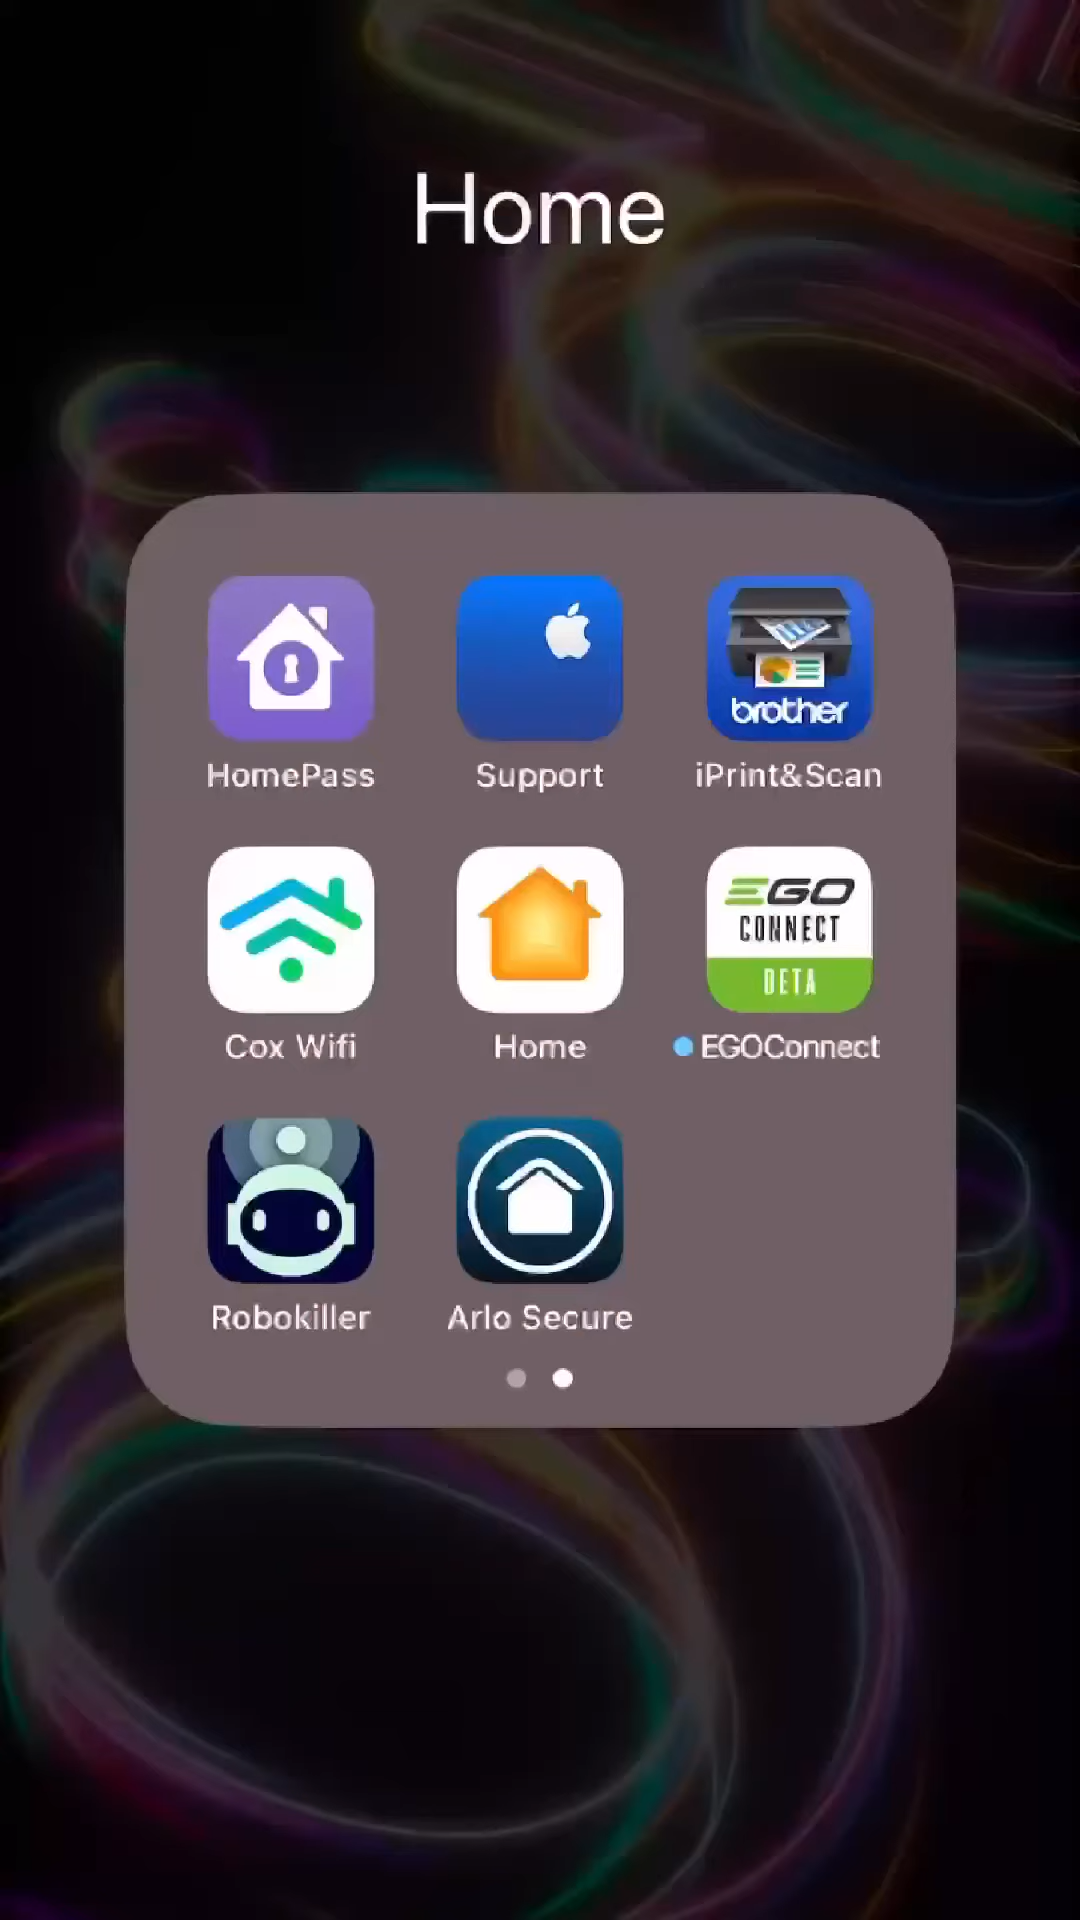 Home
brother
HomePass
Support
iPrint&Scan
EGO
CONNECT
BETA
Cox Wifi
Home
EGOConnect
Robokiller
Arlo Secure